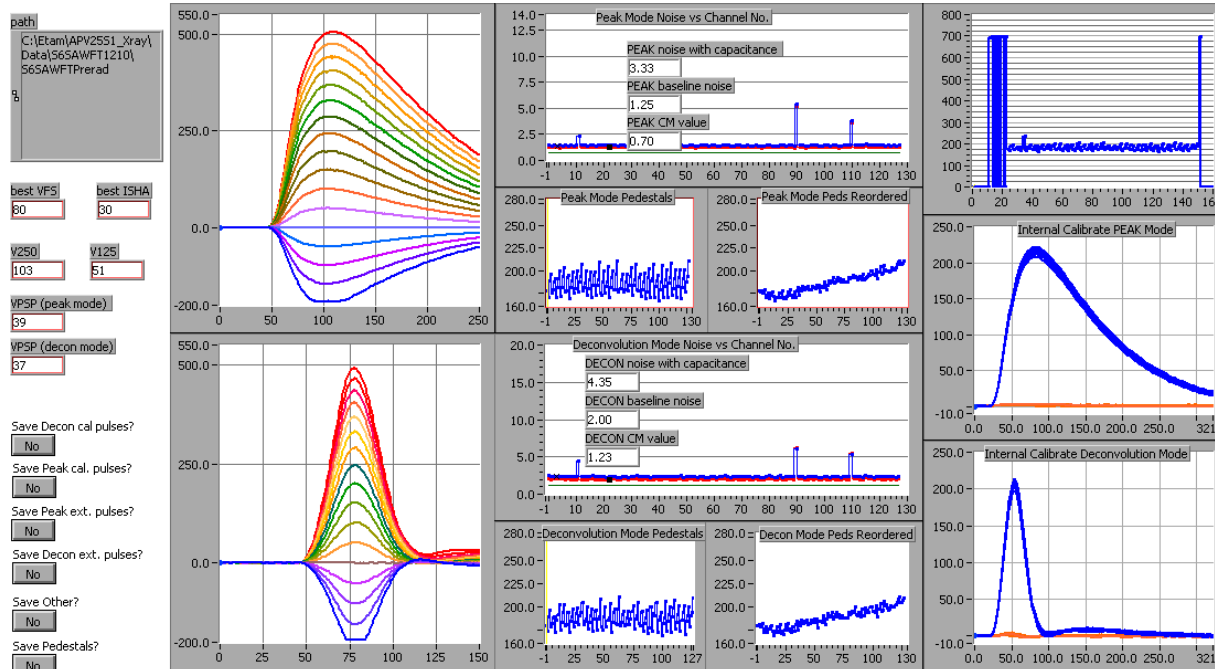 path
C:\Etam\APV25S1_Xray\
Data\S6SAWFT1210\
S6SAWFTPrerad
best VFS
best ISHA
80
30
V250
V125
103
51
VPSP (peak mode)
39
VPSP (decon mode)
37
Save Decon cal pulses?
No
Save Peak cal. pulses?
No
Save Peak ext. pulses?
No
Save Decon ext. pulses?
No
Save Other?
No
Save Pedestals?
No
550.0
500.0
250.0
0.0
-200.0
0 50 100 150 200 250
550.0
500.0
250.0
0.0
-200.0
0 25 50 75 100 125 150
Peak Mode Noise vs Channel No.
14.0
12.5
10.0
7.5
5.0
2.5
0.0
PEAK noise with capacitance
3.33
PEAK baseline noise
1.25
PEAK CM value
0.70
-1 10 20 30 40 50 60 70 80 90 100 110 120 130
Peak Mode Pedestals
280.0
250.0
225.0
200.0
160.0
-1 25 50 75 100 130
Peak Mode Peds Reordered
280.0
250.0
225.0
200.0
160.0
-1 25 50 75 100 130
Deconvolution Mode Noise vs Channel No.
20.0
15.0
10.0
5.0
0.0
DECON noise with capacitance
4.35
DECON baseline noise
2.00
DECON CM value
1.23
-1 10 20 30 40 50 60 70 80 90 100 110 120 130
Deconvolution Mode Pedestals
280.0
250.0
225.0
200.0
160.0
-1 25 50 75 100 127
Decon Mode Peds Reordered
280.0
250.0
225.0
200.0
160.0
-1 25 50 75 100 130
800
700
600
500
400
300
200
100
0
0 20 40 60 80 100 120 140 16
Internal Calibrate PEAK Mode
250.0
200.0
150.0
100.0
50.0
-10.0
0.0 50.0 100.0 150.0 200.0 250.0 321
Internal Calibrate Deconvolution Mode
250.0
200.0
150.0
100.0
50.0
-10.0
0.0 50.0 100.0 150.0 200.0 250.0 321